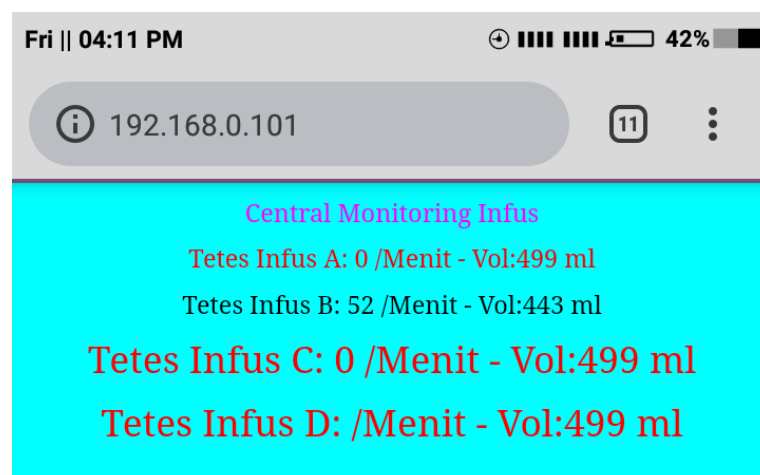 Fri || 04:11 PM 42%
192.168.0.101 11
Central Monitoring Infus
Tetes Infus A: 0 /Menit - Vol:499 ml
Tetes Infus B: 52 /Menit - Vol:443 ml
Tetes Infus C: 0 /Menit - Vol:499 ml
Tetes Infus D: /Menit - Vol:499 ml